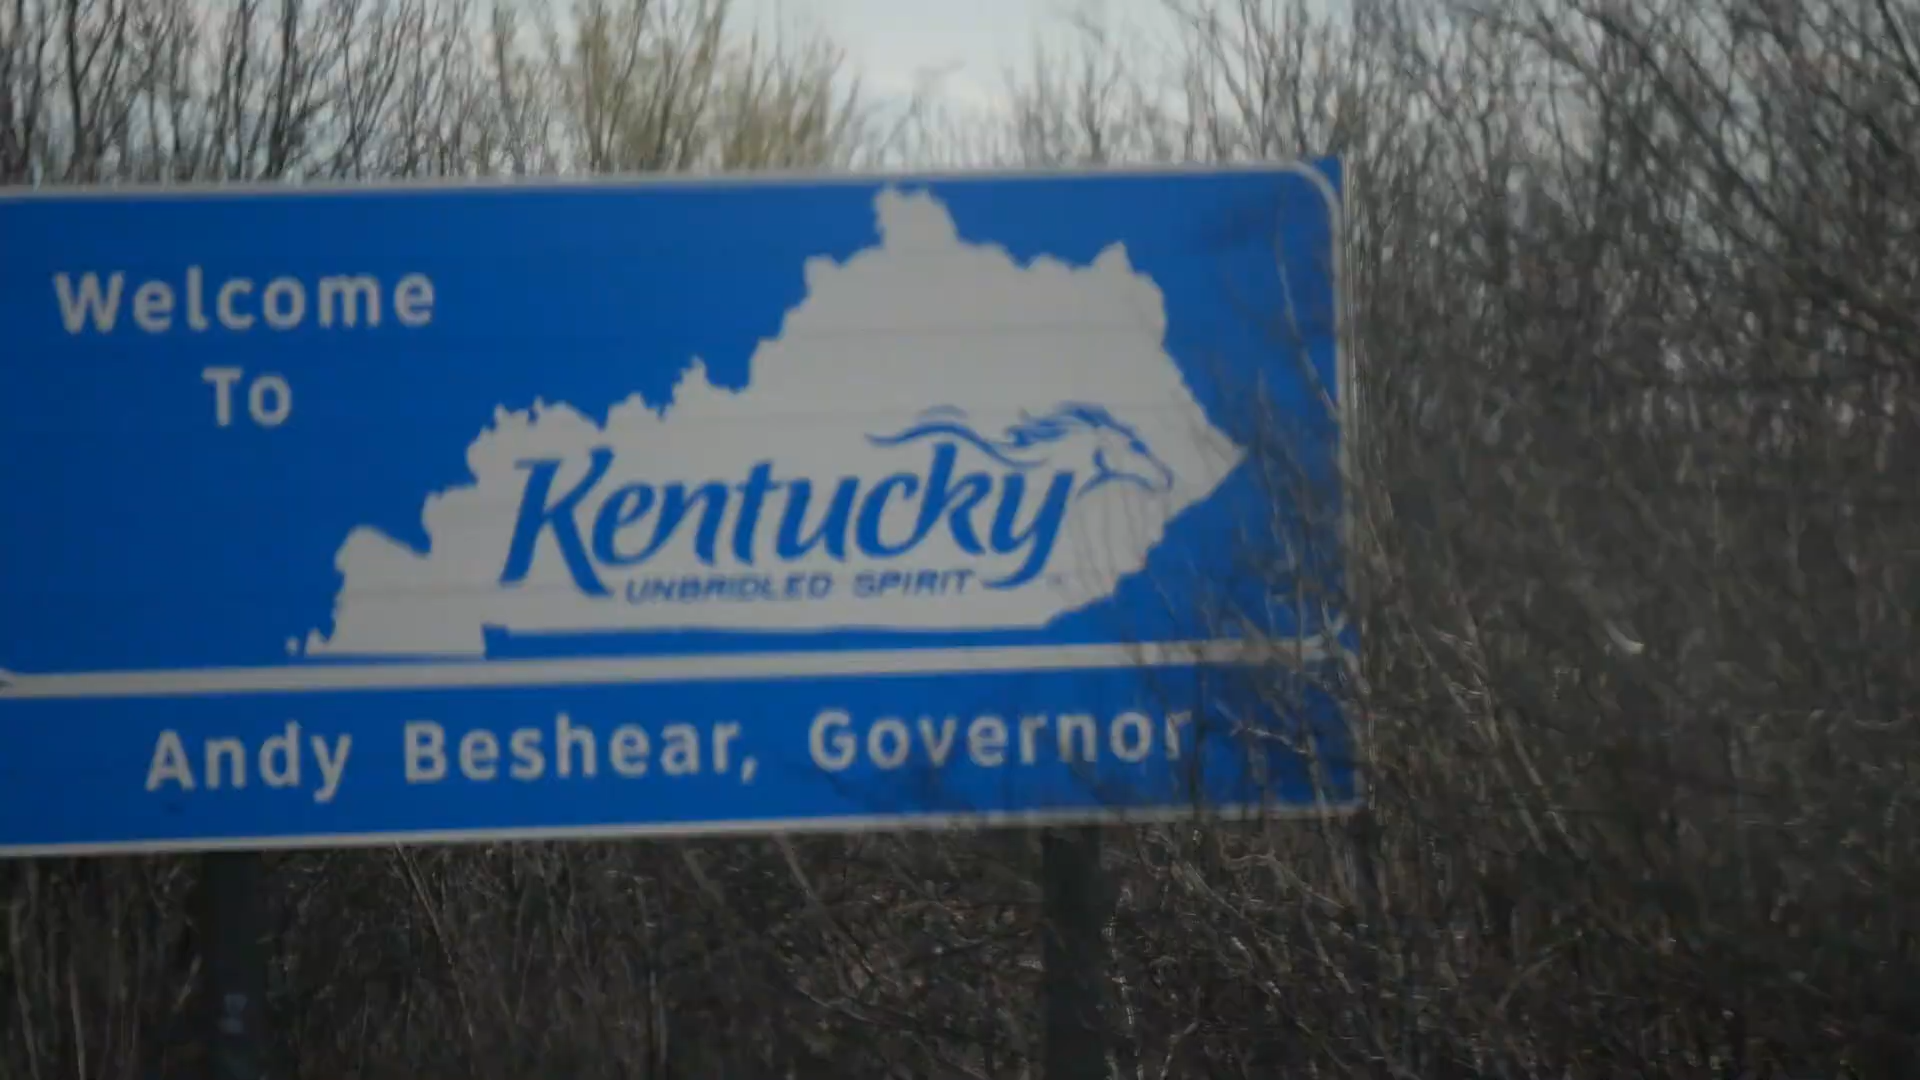 Welcome
To
Kentucky
UNBRIDLED SPIRIT
Andy Beshear, Governor